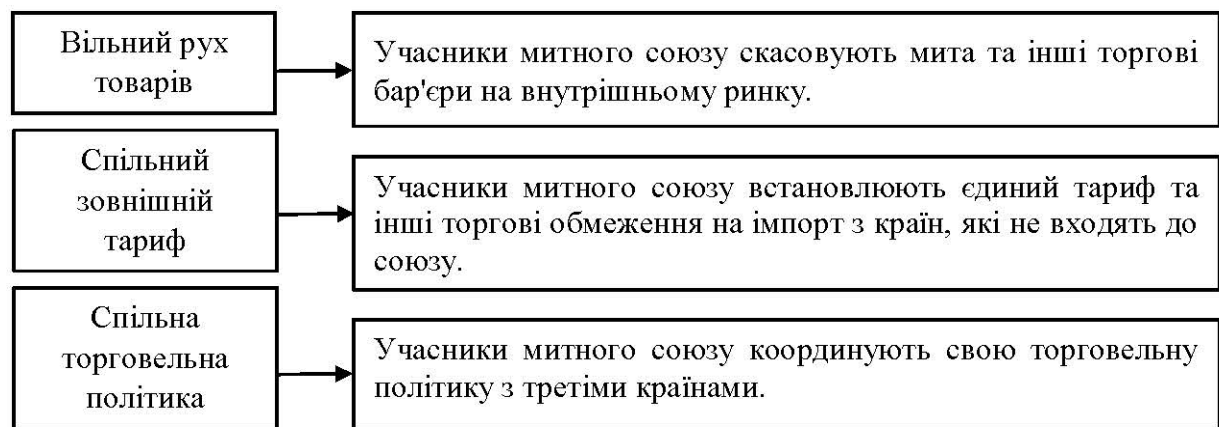 Вільний рух
товарів
Учасники митного союзу скасовують мита та інші торгові
бар'єри на внутрішньому ринку.
Спільний
зовнішній
тариф
Учасники митного союзу встановлюють єдиний тариф та
інші торгові обмеження на імпорт з країн, які не входять до
союзу.
Спільна
торговельна
політика
Учасники митного союзу координують свою торговельну
політику з третіми країнами.